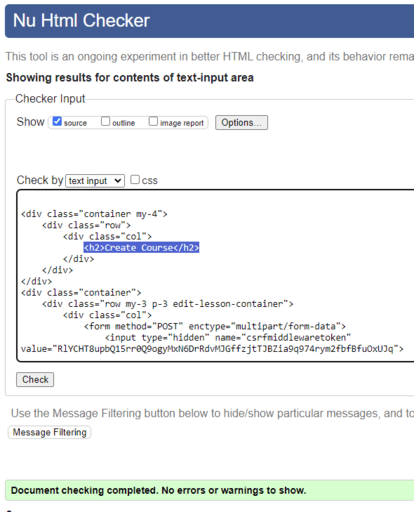 Nu Html Checker
This tool is an ongoing experiment in better HTML checking, and its behavior rema
Showing results for contents of text-input area
Checker Input
Show source outline image report Options...
Check by text input css
<div class="container my-4">
<div class="row">
<div class="col">
<h2>Create Course</h2>
</div>
</div>
</div>
<div class="container">
<div class="row my-3 p-3 edit-lesson-container">
<div class="col">
<form method="POST" enctype="multipart/form-data">
<input type="hidden" name="csrfmiddlewaretoken"
value="RlYCHT8upbQ15rr0Q9ogyMxN6DrRdvMJGffzjtTJBZia9q974rym2fbfBfuOxUJq">
Check
Use the Message Filtering button below to hide/show particular messages, and to
Message Filtering
Document checking completed. No errors or warnings to show.